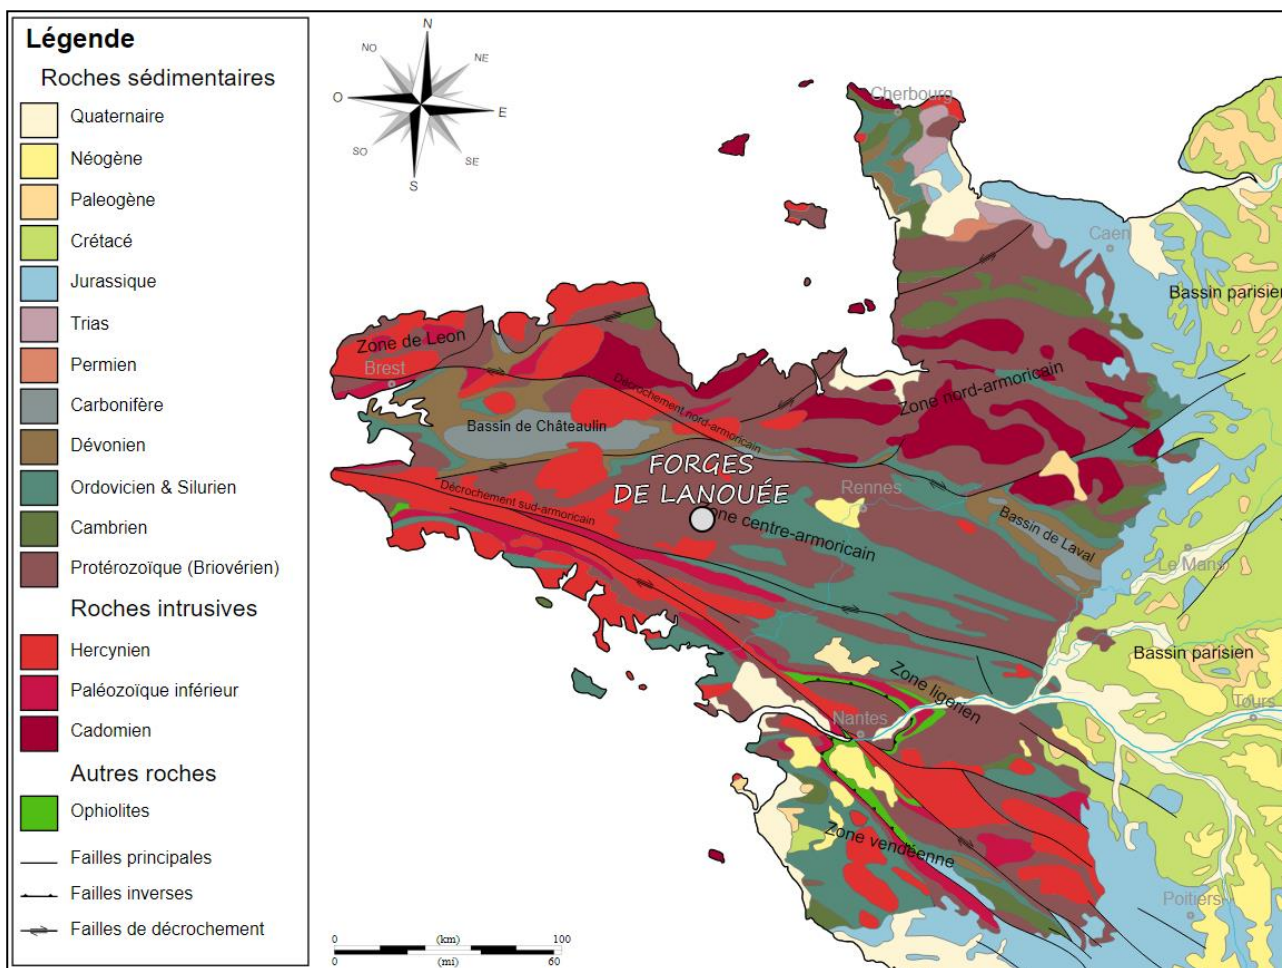 Légende
Roches sédimentaires
Quaternaire
Néogène
Paleogène
Crétacé
Jurassique
Trias
Permien
Carbonifère
Dévonien
Ordovicien & Silurien
Cambrien
Protérozoïque (Briovérien)
Roches intrusives
Hercynien
Paléozoïque inférieur
Cadomien
Autres roches
Ophiolites
Failles principales
Failles inverses
Failles de décrochement
N
NO
NE
O
E
SO
SE
S
Cherbourg
Caen
Bassin parisien
Zone de Leon
Brest
Décrochement nord-armoricain
Zone nord-armoricain
Bassin de Châteaulin
FORGES
DE LANOUÉE
Rennes
Décrochement sud-armoricain
Zone centre-armoricain
Bassin de Laval
Le Mans
Bassin parisien
Zone ligerien
Tours
Nantes
Zone vendéenne
Poitiers
0 (km) 100
0 (mi) 60